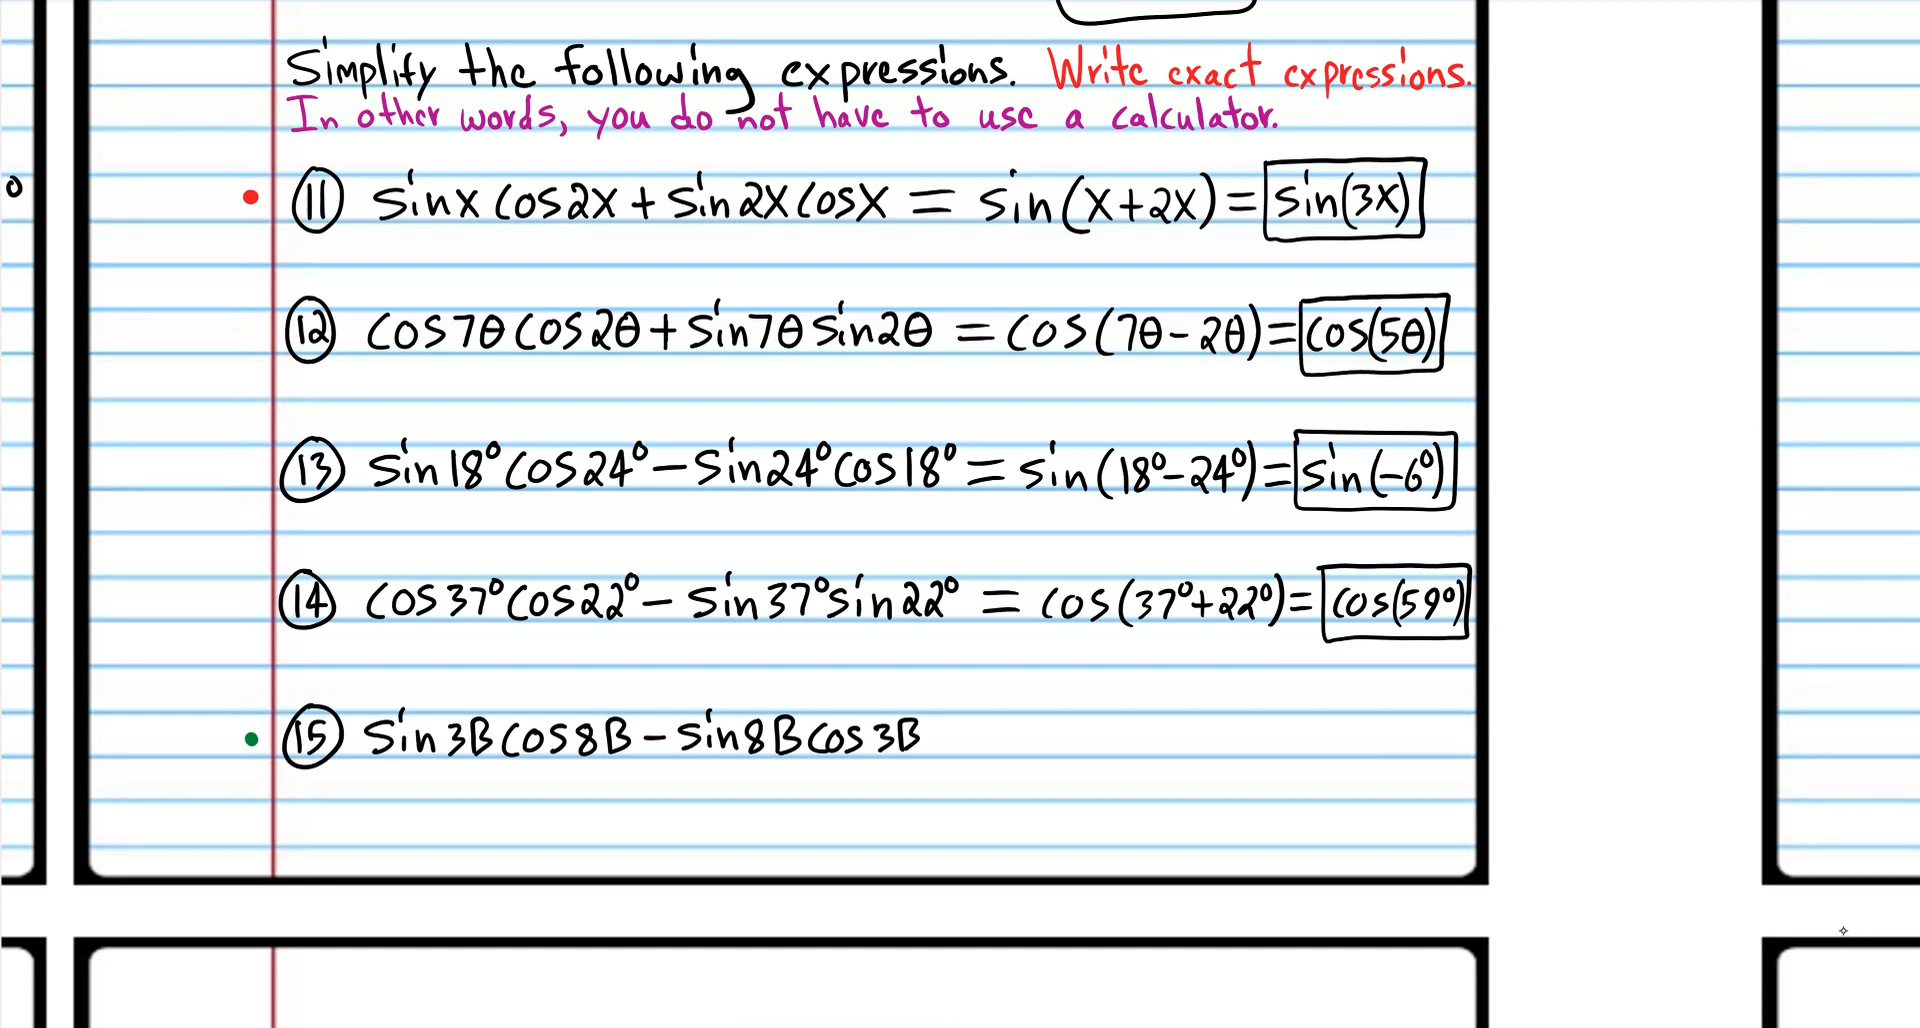 Simplify the following expressions. Write exact expressions.
In other words, you do not have to use a calculator.
o
11 sinx cos2x + sin2x cosx = sin(x+2x) = sin(3x)
12 cos7θ cos2θ + sin7θ sin2θ = cos(7θ-2θ) = cos(5θ)
13 sin18° cos24° - sin24° cos18° = sin(18°-24°) = sin(-6°)
14 cos37° cos22° - sin37° sin22° = cos(37°+22°) = cos(59°)
15 sin3B cos8B - sin8B cos3B